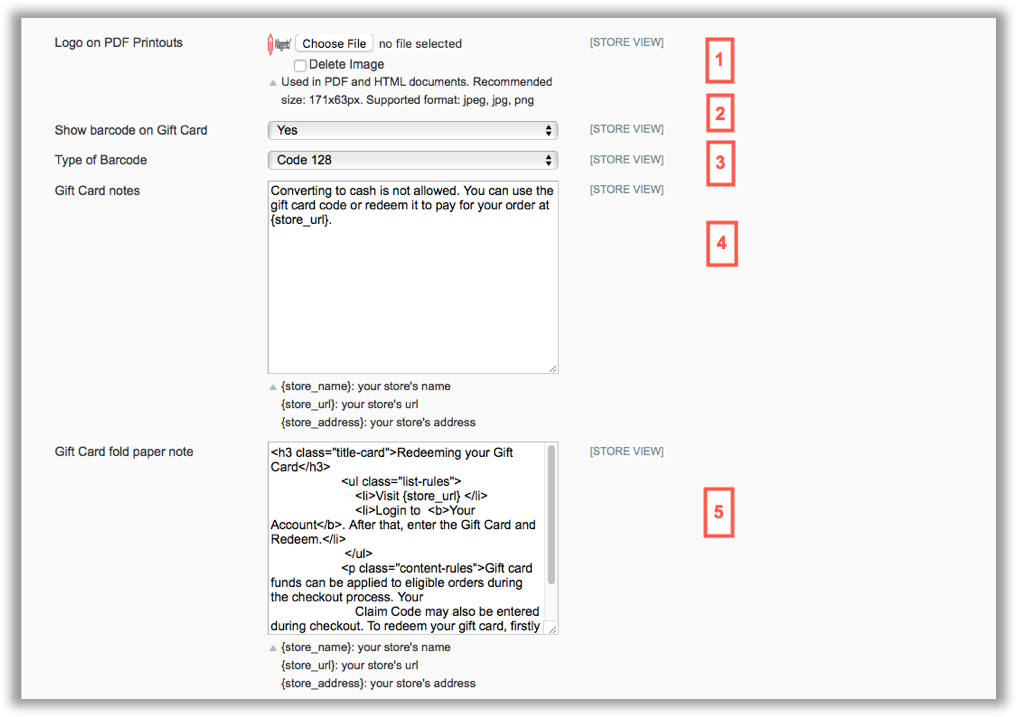 Logo on PDF Printouts Magento Choose File no file selected [STORE VIEW] 1
Delete Image
Used in PDF and HTML documents. Recommended
size: 171x63px. Supported format: jpeg, jpg, png
2
Show barcode on Gift Card Yes [STORE VIEW]
Type of Barcode Code 128 [STORE VIEW] 3
Gift Card notes [STORE VIEW]
Converting to cash is not allowed. You can use the
gift card code or redeem it to pay for your order at
{store_url}.
4
{store_name}: your store's name
{store_url}: your store's url
{store_address}: your store's address
Gift Card fold paper note [STORE VIEW]
<h3 class="title-card">Redeeming your Gift
Card</h3>
<ul class="list-rules">
<li>Visit {store_url} </li>
<li>Login to <b>Your
Account</b>. After that, enter the Gift Card and
5
Redeem.</li>
</ul>
<p class="content-rules">Gift card
funds can be applied to eligible orders during
the checkout process. Your
Claim Code may also be entered
during checkout. To redeem your gift card, firstly
{store_name}: your store's name
{store_url}: your store's url
{store_address}: your store's address